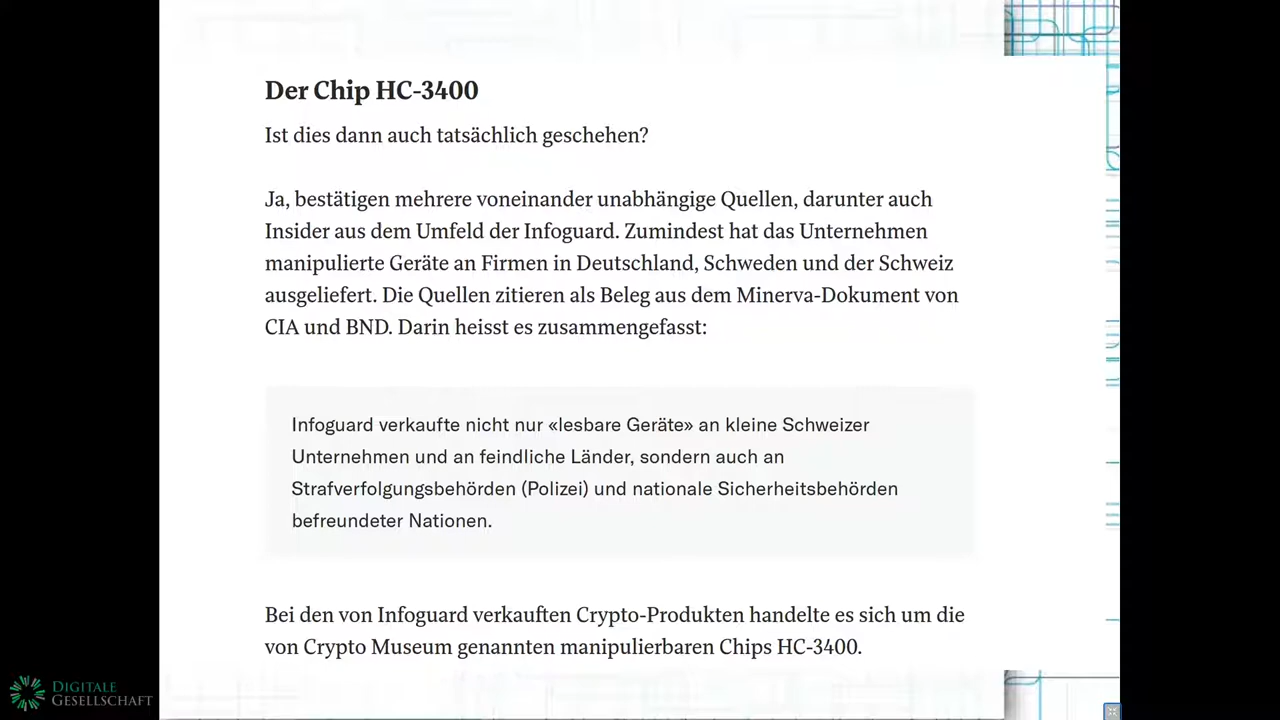 Der Chip HC-3400
Ist dies dann auch tatsächlich geschehen?
Ja, bestätigen mehrere voneinander unabhängige Quellen, darunter auch
Insider aus dem Umfeld der Infoguard. Zumindest hat das Unternehmen
manipulierte Geräte an Firmen in Deutschland, Schweden und der Schweiz
ausgeliefert. Die Quellen zitieren als Beleg aus dem Minerva-Dokument von
CIA und BND. Darin heisst es zusammengefasst:
Infoguard verkaufte nicht nur «lesbare Geräte» an kleine Schweizer
Unternehmen und an feindliche Länder, sondern auch an
Strafverfolgungsbehörden (Polizei) und nationale Sicherheitsbehörden
befreundeter Nationen.
Bei den von Infoguard verkauften Crypto-Produkten handelte es sich um die
von Crypto Museum genannten manipulierbaren Chips HC-3400.
DIGITALE
GESELLSCHAFT